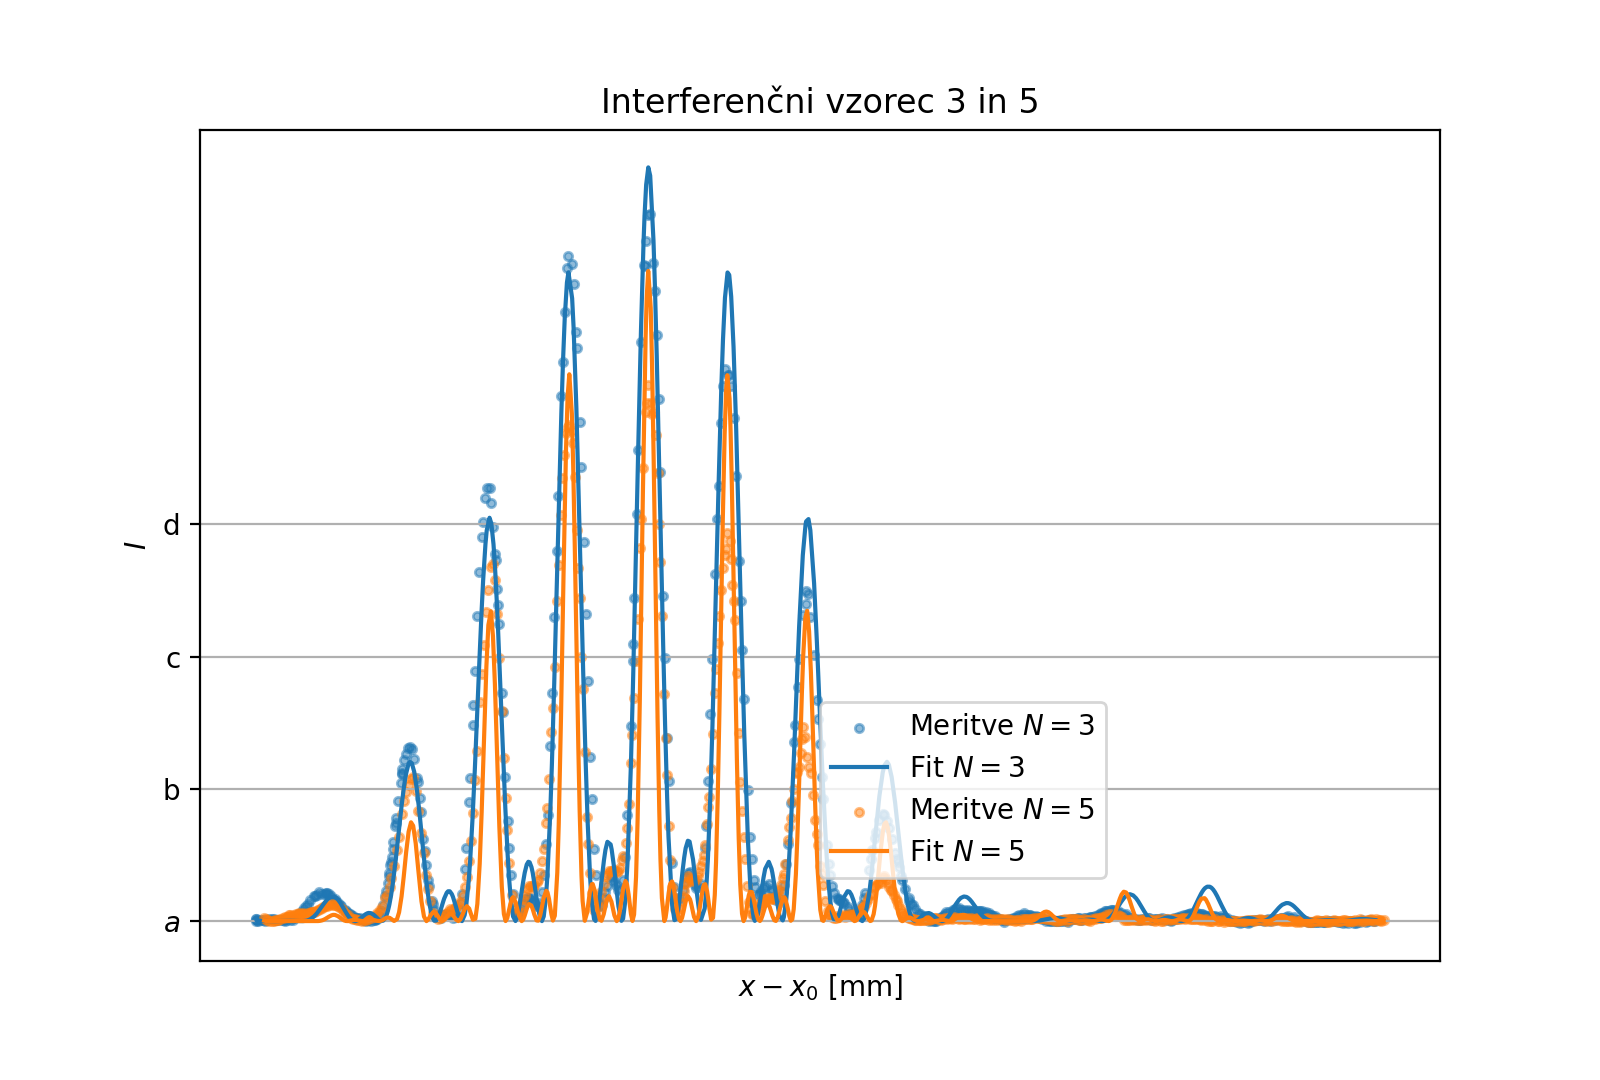 Interferenčni vzorec 3 in 5
I
d
c
b
a
Meritve N = 3
Fit N = 3
Meritve N = 5
Fit N = 5
x − x₀ [mm]